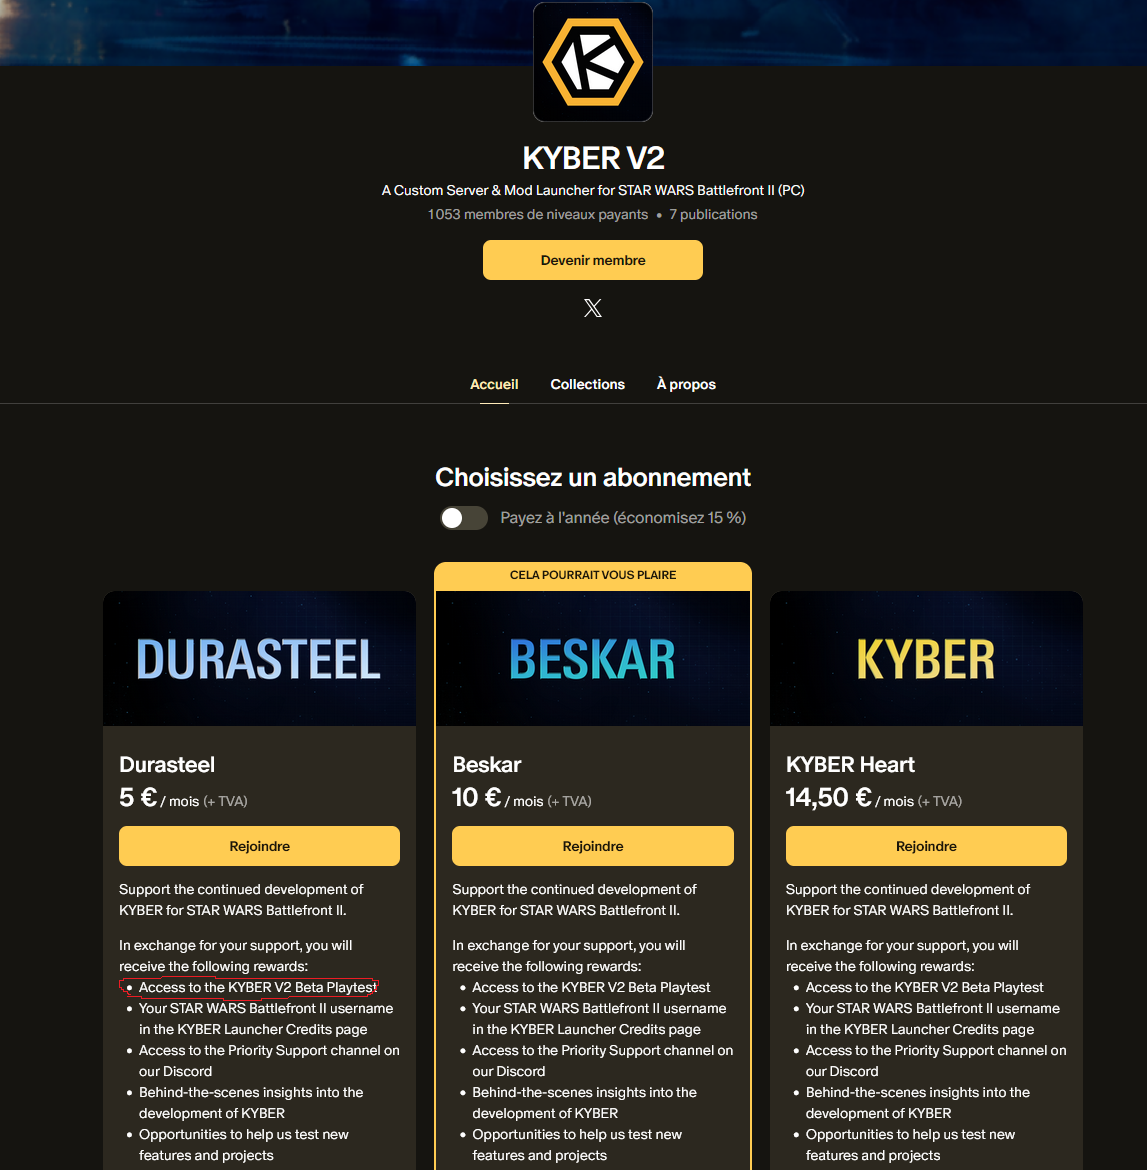 KYBER V2
A Custom Server & Mod Launcher for STAR WARS Battlefront II (PC)
1 053 membres de niveaux payants • 7 publications
Devenir membre
Accueil
Collections
À propos
Choisissez un abonnement
Payez à l'année (économisez 15 %)
CELA POURRAIT VOUS PLAIRE
DURASTEEL
Durasteel
5 € / mois (+ TVA)
Rejoindre
Support the continued development of
KYBER for STAR WARS Battlefront II.
In exchange for your support, you will
receive the following rewards:
• Access to the KYBER V2 Beta Playtest
• Your STAR WARS Battlefront II username
in the KYBER Launcher Credits page
• Access to the Priority Support channel on
our Discord
• Behind-the-scenes insights into the
development of KYBER
• Opportunities to help us test new
features and projects
BESKAR
Beskar
10 € / mois (+ TVA)
Rejoindre
Support the continued development of
KYBER for STAR WARS Battlefront II.
In exchange for your support, you will
receive the following rewards:
• Access to the KYBER V2 Beta Playtest
• Your STAR WARS Battlefront II username
in the KYBER Launcher Credits page
• Access to the Priority Support channel on
our Discord
• Behind-the-scenes insights into the
development of KYBER
• Opportunities to help us test new
features and projects
KYBER
KYBER Heart
14,50 € / mois (+ TVA)
Rejoindre
Support the continued development of
KYBER for STAR WARS Battlefront II.
In exchange for your support, you will
receive the following rewards:
• Access to the KYBER V2 Beta Playtest
• Your STAR WARS Battlefront II username
in the KYBER Launcher Credits page
• Access to the Priority Support channel on
our Discord
• Behind-the-scenes insights into the
development of KYBER
• Opportunities to help us test new
features and projects